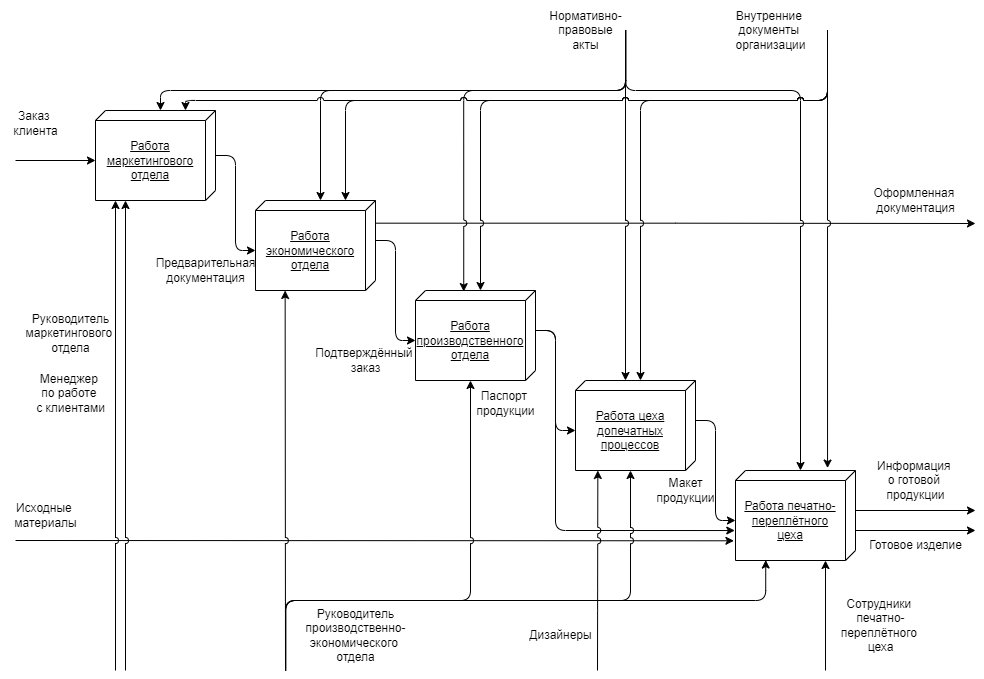 Нормативно-
правовые
акты
Внутренние
документы
организации
Заказ
клиента
Работа
маркетингового
отдела
Оформленная
документация
Работа
экономического
отдела
Предварительная
документация
Руководитель
маркетингового
отдела
Работа
производственного
отдела
Подтверждённый
заказ
Менеджер
по работе
с клиентами
Паспорт
продукции
Работа цеха
допечатных
процессов
Информация
о готовой
продукции
Макет
продукции
Исходные
материалы
Работа печатно-
переплётного
цеха
Готовое изделие
Руководитель
производственно-
экономического
отдела
Дизайнеры
Сотрудники
печатно-
переплётного
цеха